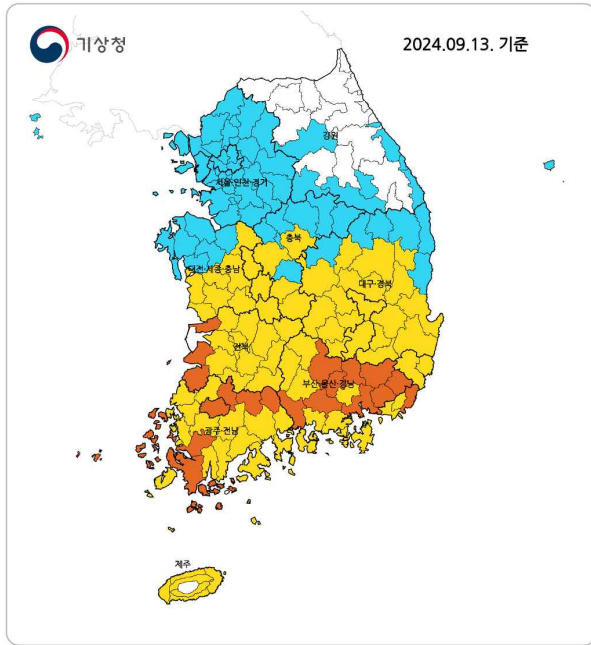 기상청
2024.09.13. 기준
강원
서울·인천·경기
충북
대전·세종·충남
대구·경북
전북
부산·울산·경남
광주·전남
제주